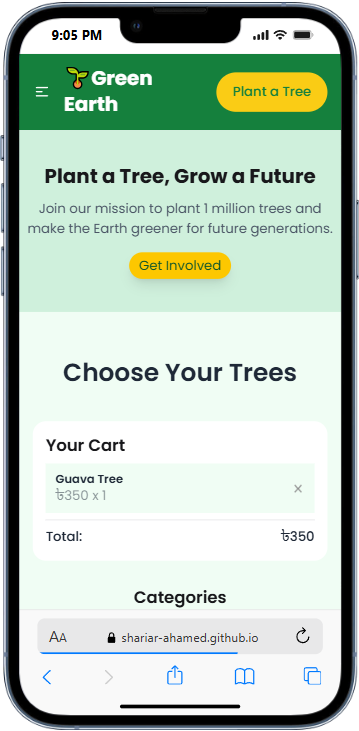 9:05 PM
Green
Earth
Plant a Tree
Plant a Tree, Grow a Future
Join our mission to plant 1 million trees and
make the Earth greener for future generations.
Get Involved
Choose Your Trees
Your Cart
Guava Tree
৳350 x 1
Total: ৳350
Categories
AA shariar-ahamed.github.io